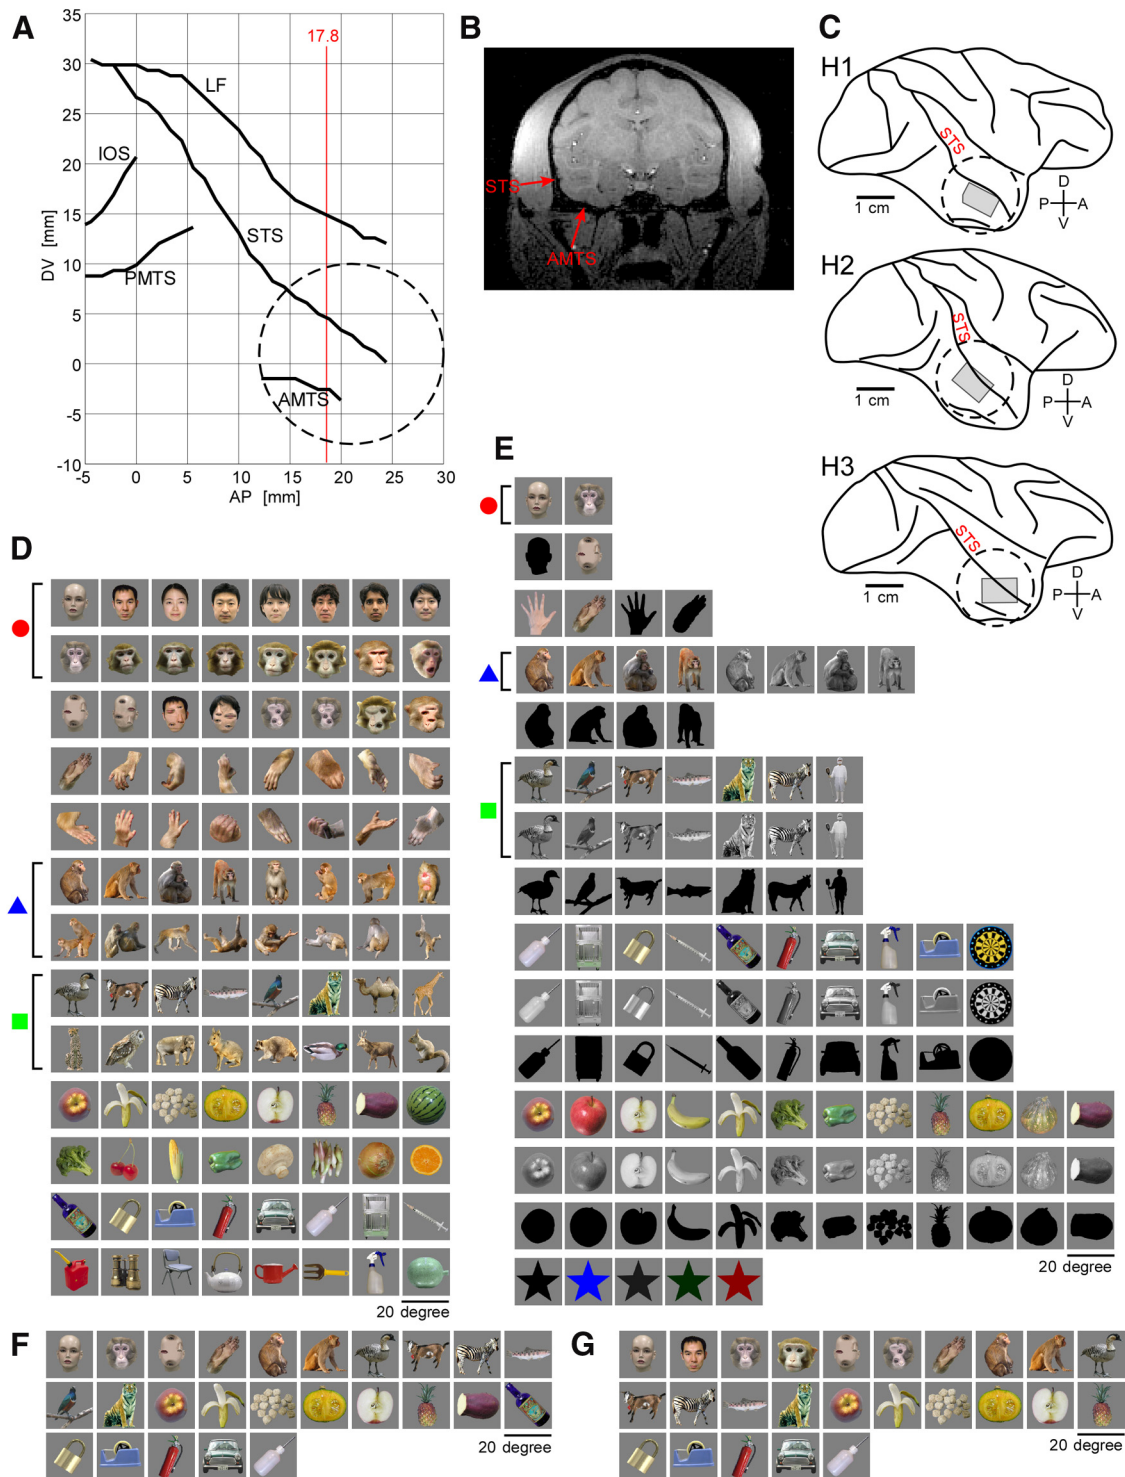 A
35
30
25
20
15
10
5
0
-5
-10
DV [mm]
-5
0
5
10
15
20
25
30
AP [mm]
17.8
LF
IOS
STS
PMTS
AMTS
B
STS
AMTS
C
H1
STS
1 cm
D
P
A
V
H2
STS
1 cm
D
P
A
V
H3
STS
1 cm
D
P
A
V
D
20 degree
E
20 degree
F
20 degree
G
20 degree